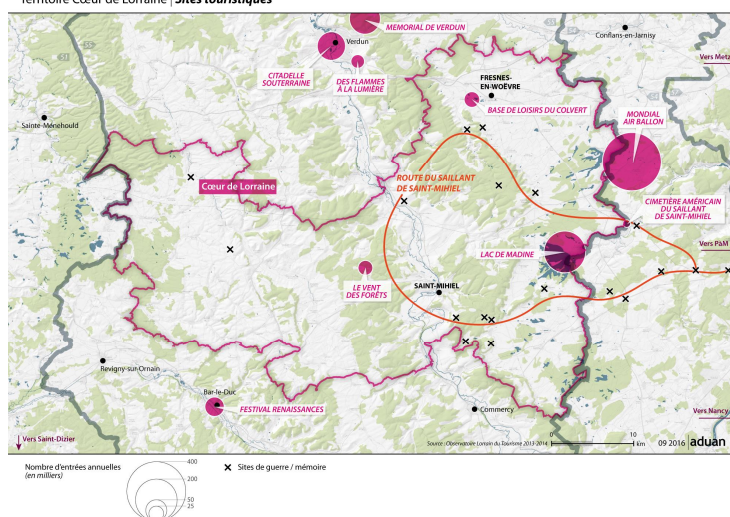 Territoire Cœur de Lorraine | Sites touristiques
MEMORIAL DE VERDUN
Verdun
Conflans-en-Jarnisy
Vers Metz
CITADELLE
SOUTERRAINE
DES FLAMMES
À LA LUMIÈRE
FRESNES-
EN-WOËVRE
BASE DE LOISIRS DU COLVERT
MONDIAL
AIR BALLON
Sainte-Ménehould
Cœur de Lorraine
ROUTE DU SAILLANT
DE SAINT-MIHIEL
CIMETIÈRE AMÉRICAIN
DU SAILLANT
DE SAINT-MIHIEL
Vers PàM
LAC DE MADINE
LE VENT
DES FORÊTS
SAINT-MIHIEL
Revigny-sur-Ornain
Bar-le-Duc
FESTIVAL RENAISSANCES
Commercy
Vers Nancy
Vers Saint-Dizier
Source : Observatoire Lorrain du Tourisme 2013-2014
0 10
km
09 2016 | aduan
Nombre d'entrées annuelles
(en milliers)
400
200
50
25
Sites de guerre / mémoire